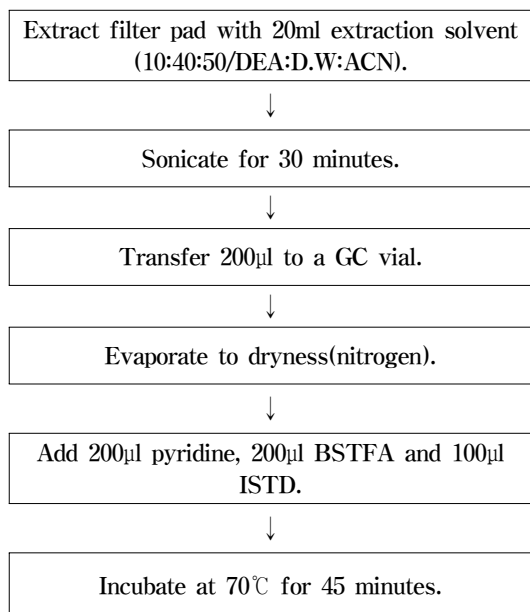 Extract filter pad with 20ml extraction solvent
(10:40:50/DEA:D.W:ACN).
↓
Sonicate for 30 minutes.
↓
Transfer 200µl to a GC vial.
↓
Evaporate to dryness(nitrogen).
↓
Add 200µl pyridine, 200µl BSTFA and 100µl
ISTD.
↓
Incubate at 70℃ for 45 minutes.